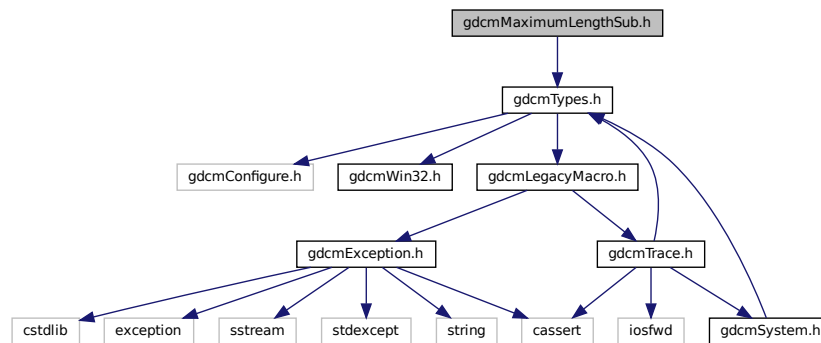 gdcmMaximumLengthSub.h
gdcmTypes.h
gdcmConfigure.h
gdcmWin32.h
gdcmLegacyMacro.h
gdcmException.h
gdcmTrace.h
cstdlib
exception
sstream
stdexcept
string
cassert
iosfwd
gdcmSystem.h